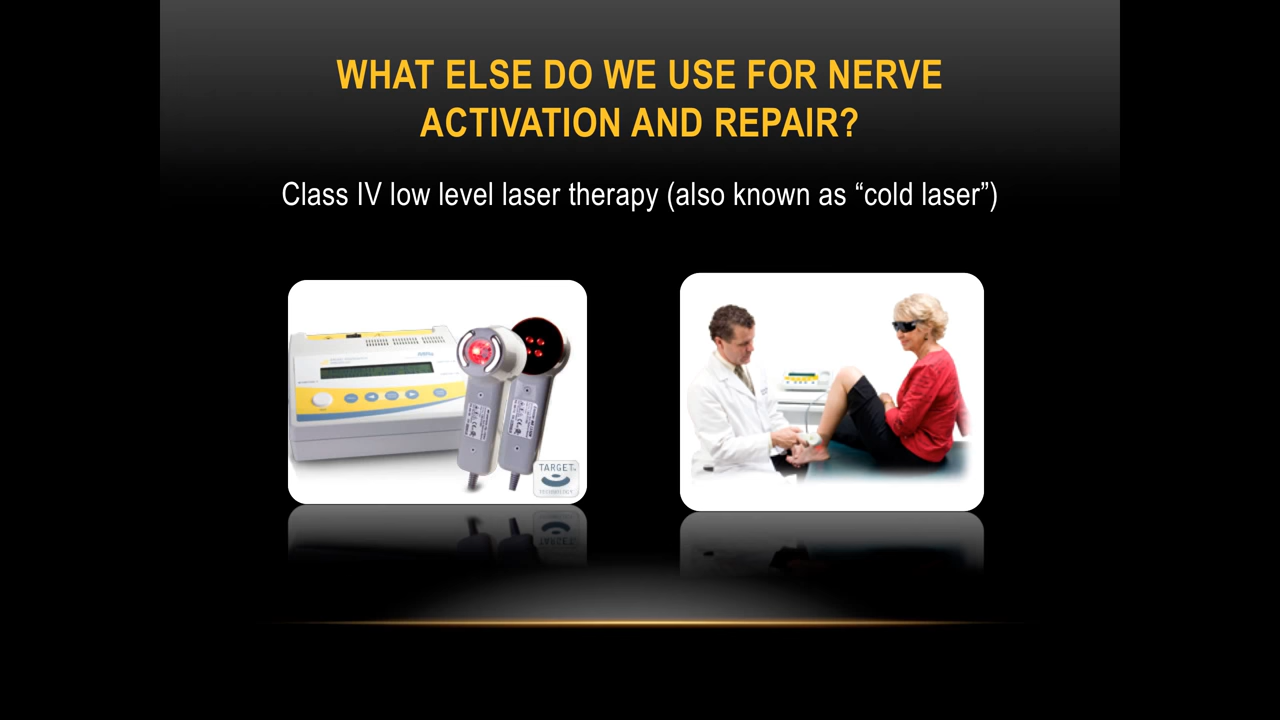 WHAT ELSE DO WE USE FOR NERVE
ACTIVATION AND REPAIR?
Class IV low level laser therapy (also known as “cold laser”)
TARGET
TECHNOLOGY